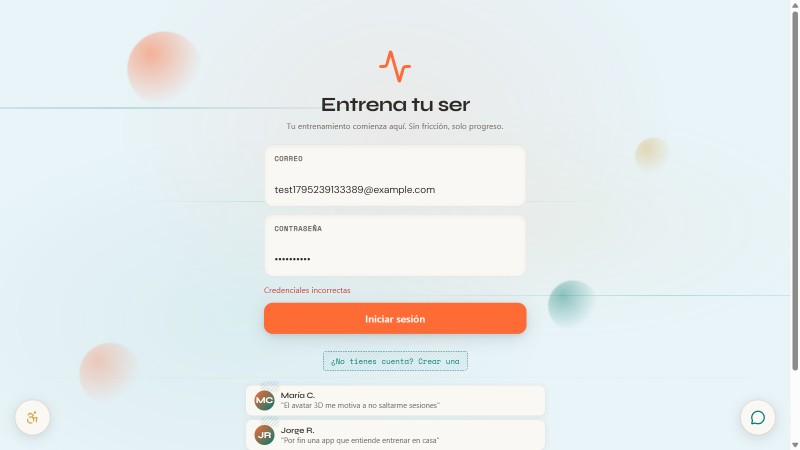 Entrena tu ser
Tu entrenamiento comienza aquí. Sin fricción, solo progreso.
CORREO
test1795239133389@example.com
CONTRASEÑA
••••••••••
Credenciales incorrectas
Iniciar sesión
¿No tienes cuenta? Crear una
MC
María C.
"El avatar 3D me motiva a no saltarme sesiones"
JR
Jorge R.
"Por fin una app que entiende entrenar en casa"